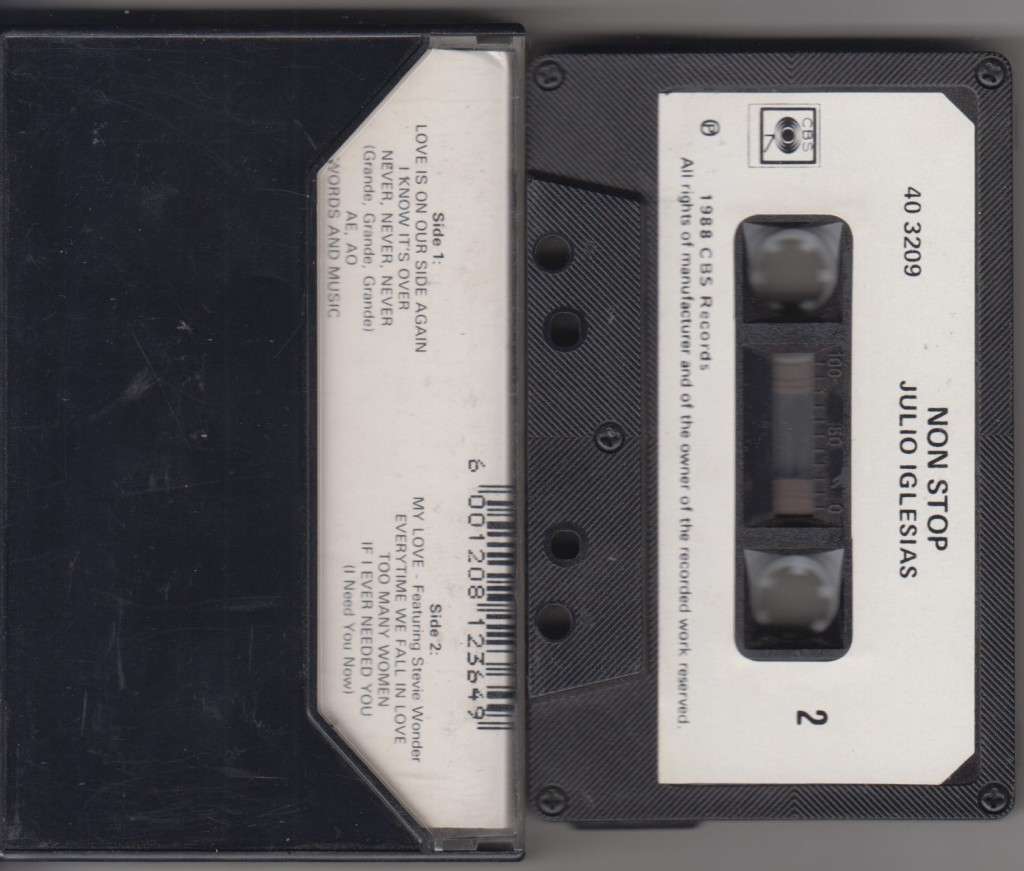 Side 1:
LOVE IS ON OUR SIDE AGAIN
I KNOW IT'S OVER
NEVER, NEVER, NEVER
(Grande, Grande, Grande)
AE, AO
WORDS AND MUSIC
6 001208 123649
Side 2:
MY LOVE - Featuring Stevie Wonder
EVERYTIME WE FALL IN LOVE
TOO MANY WOMEN
IF I EVER NEEDED YOU
(I Need You Now)
CBS
40 3209
NON STOP
JULIO IGLESIAS
100 50 0
2
℗ 1988 CBS Records
All rights of manufacturer and of the owner of the recorded work reserved.